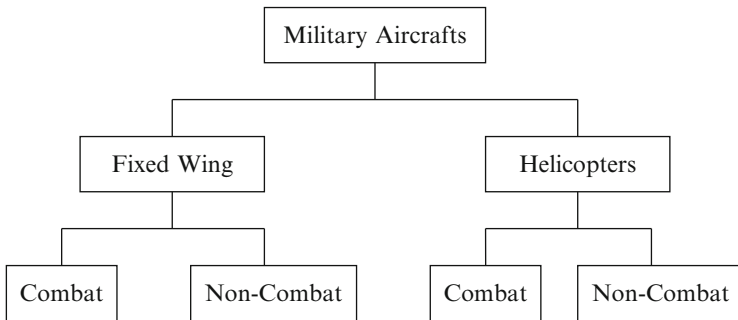 Military Aircrafts
Fixed Wing
Helicopters
Combat
Non-Combat
Combat
Non-Combat